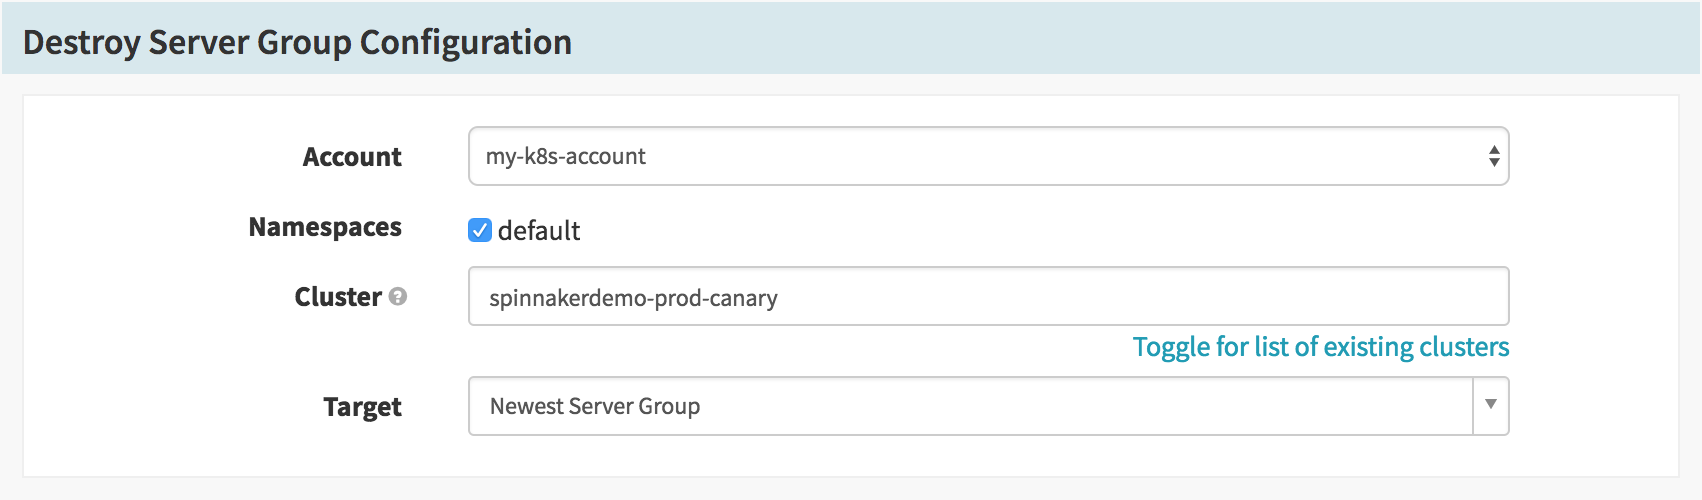 Destroy Server Group Configuration
Account my-k8s-account
Namespaces default
Cluster ? spinnakerdemo-prod-canary
Toggle for list of existing clusters
Target Newest Server Group